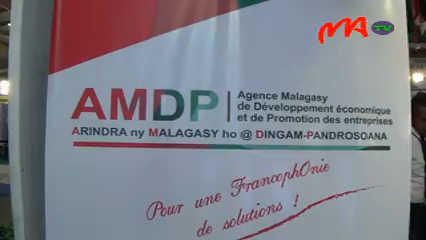 MA TV
AMDP
Agence Malagasy
de Développement économique
et de Promotion des entreprises
ARINDRA ny MALAGASY ho @ DINGAM-PANDROSOANA
Pour une FrancophOnie
de solutions !